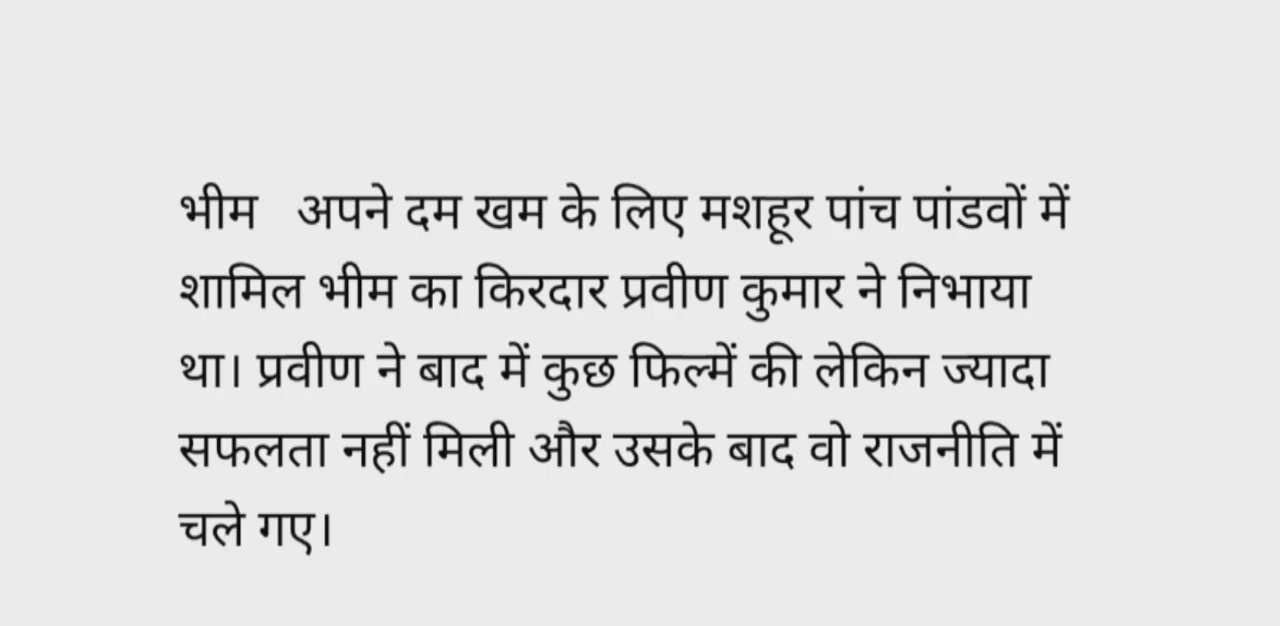 भीम   अपने दम खम के लिए मशहूर पांच पांडवों में
शामिल भीम का किरदार प्रवीण कुमार ने निभाया
था। प्रवीण ने बाद में कुछ फिल्में की लेकिन ज्यादा
सफलता नहीं मिली और उसके बाद वो राजनीति में
चले गए।